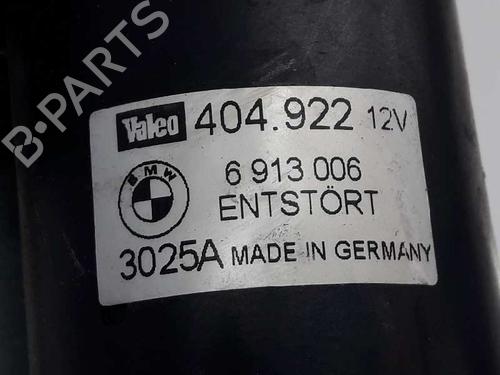 B-PARTS
Valeo 404.922 12V
BMW 6 913 006
ENTSTÖRT
3025A MADE IN GERMANY